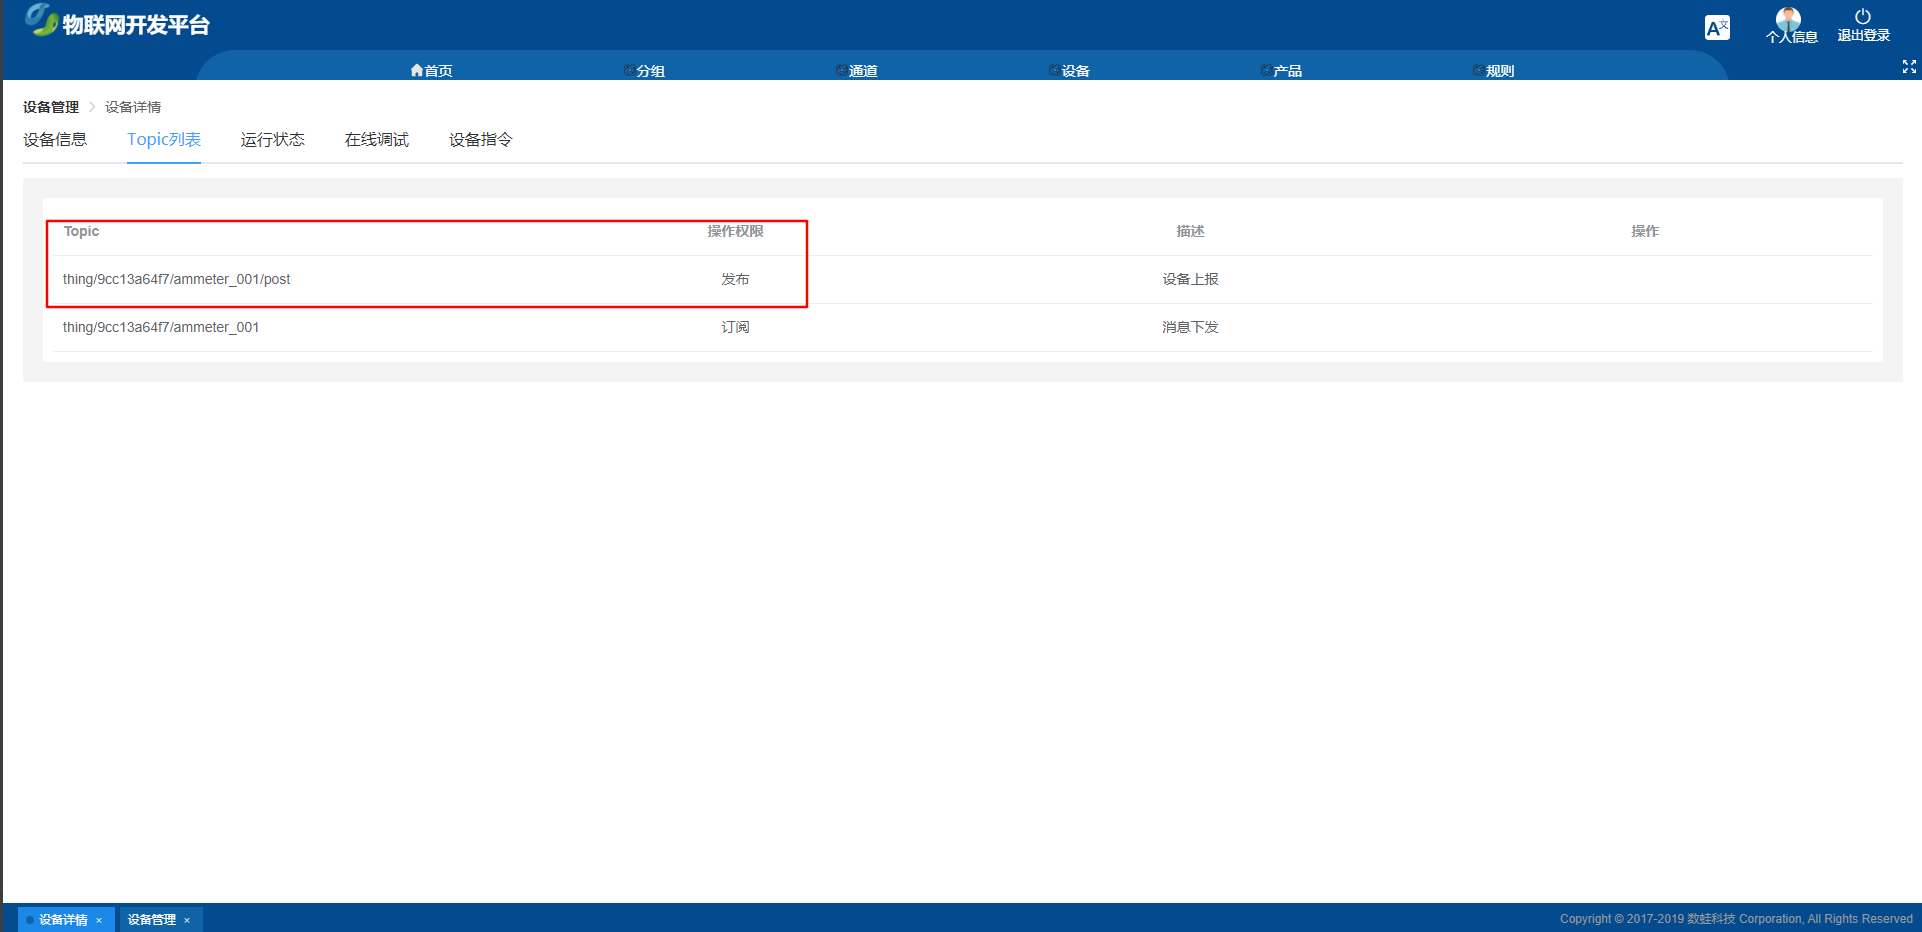 物联网开发平台
A文
个人信息
退出登录
首页 分组 通道 设备 产品 规则
设备管理 > 设备详情
设备信息 Topic列表 运行状态 在线调试 设备指令
Topic 操作权限 描述 操作
thing/9cc13a64f7/ammeter_001/post 发布 设备上报
thing/9cc13a64f7/ammeter_001 订阅 消息下发
设备详情 × 设备管理 ×
Copyright © 2017-2019 数蛙科技 Corporation, All Rights Reserved